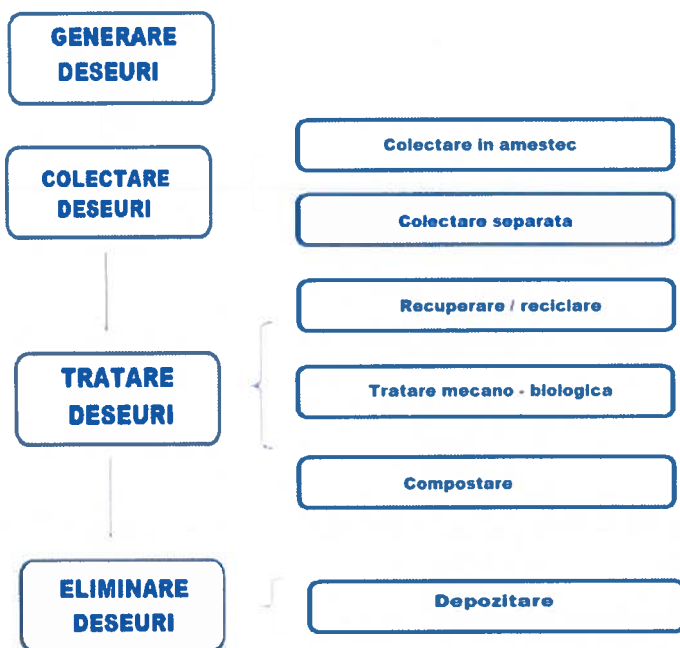 GENERARE
DESEURI
COLECTARE
DESEURI
Colectare in amestec
Colectare separata
TRATARE
DESEURI
Recuperare / reciclare
Tratare mecano - biologica
Compostare
ELIMINARE
DESEURI
Depozitare